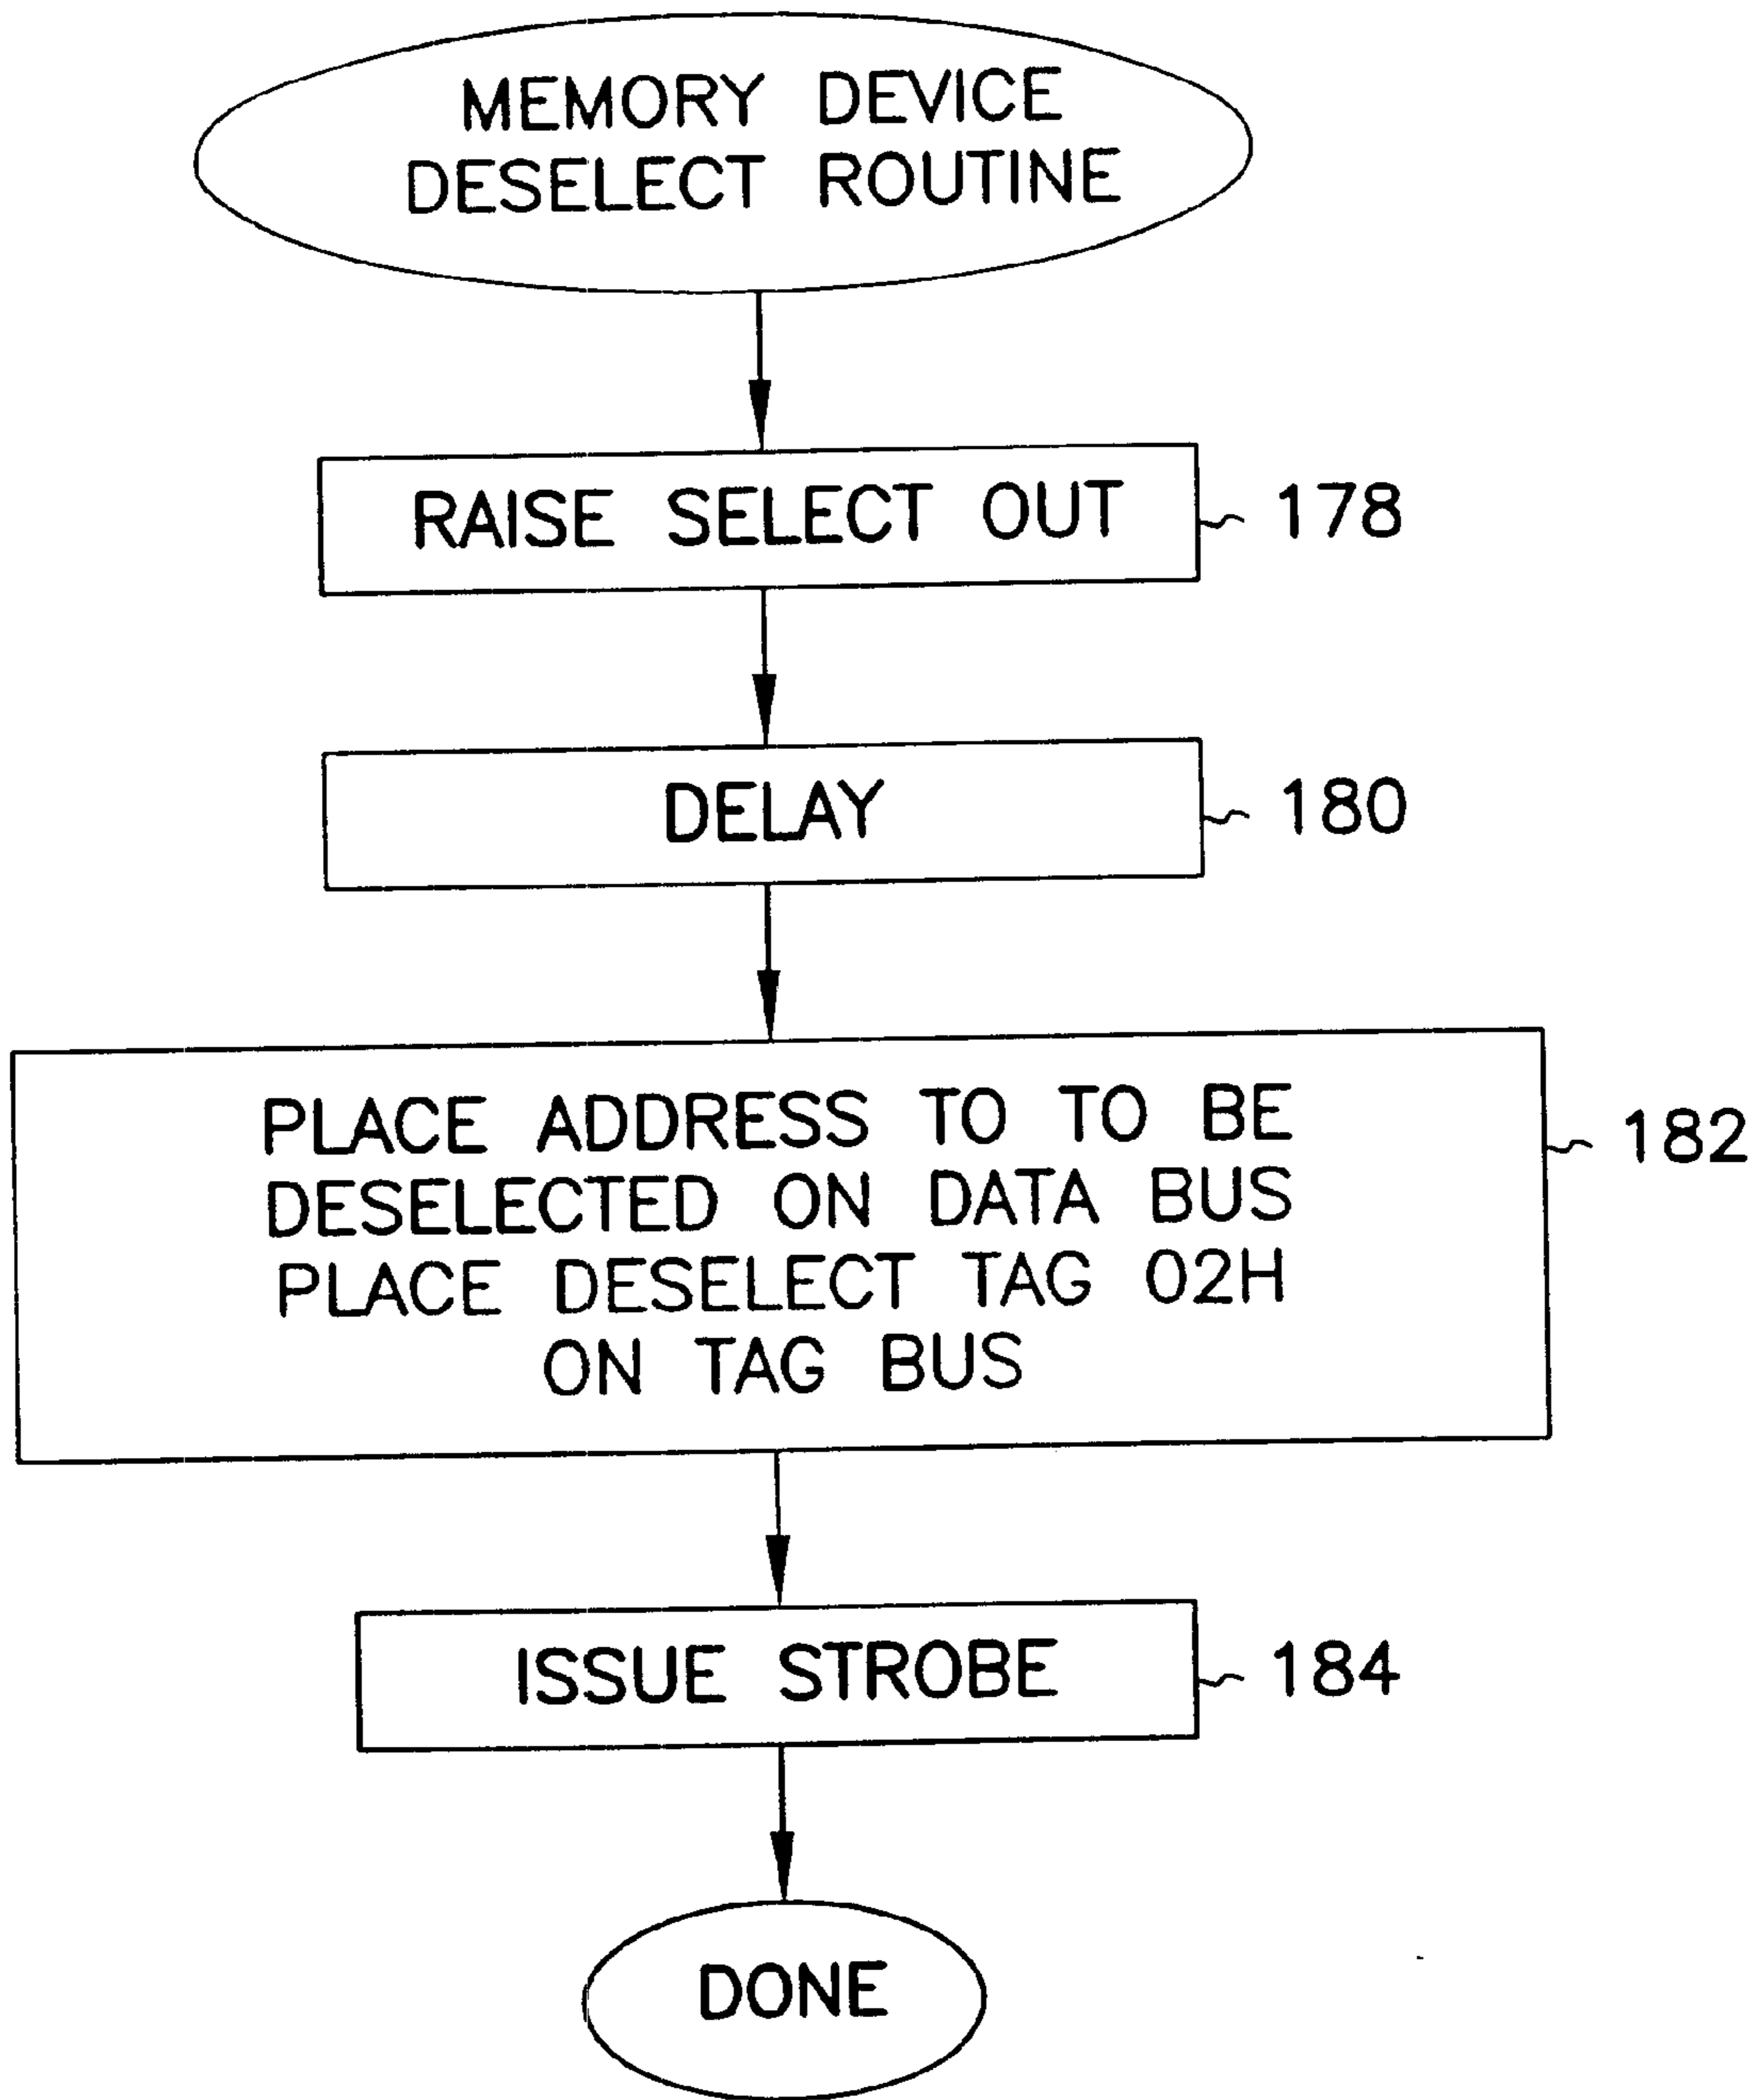 MEMORY DEVICE
DESELECT ROUTINE
RAISE SELECT OUT
178
DELAY
180
PLACE ADDRESS TO TO BE
DESELECTED ON DATA BUS
PLACE DESELECT TAG 02H
ON TAG BUS
182
ISSUE STROBE
184
DONE